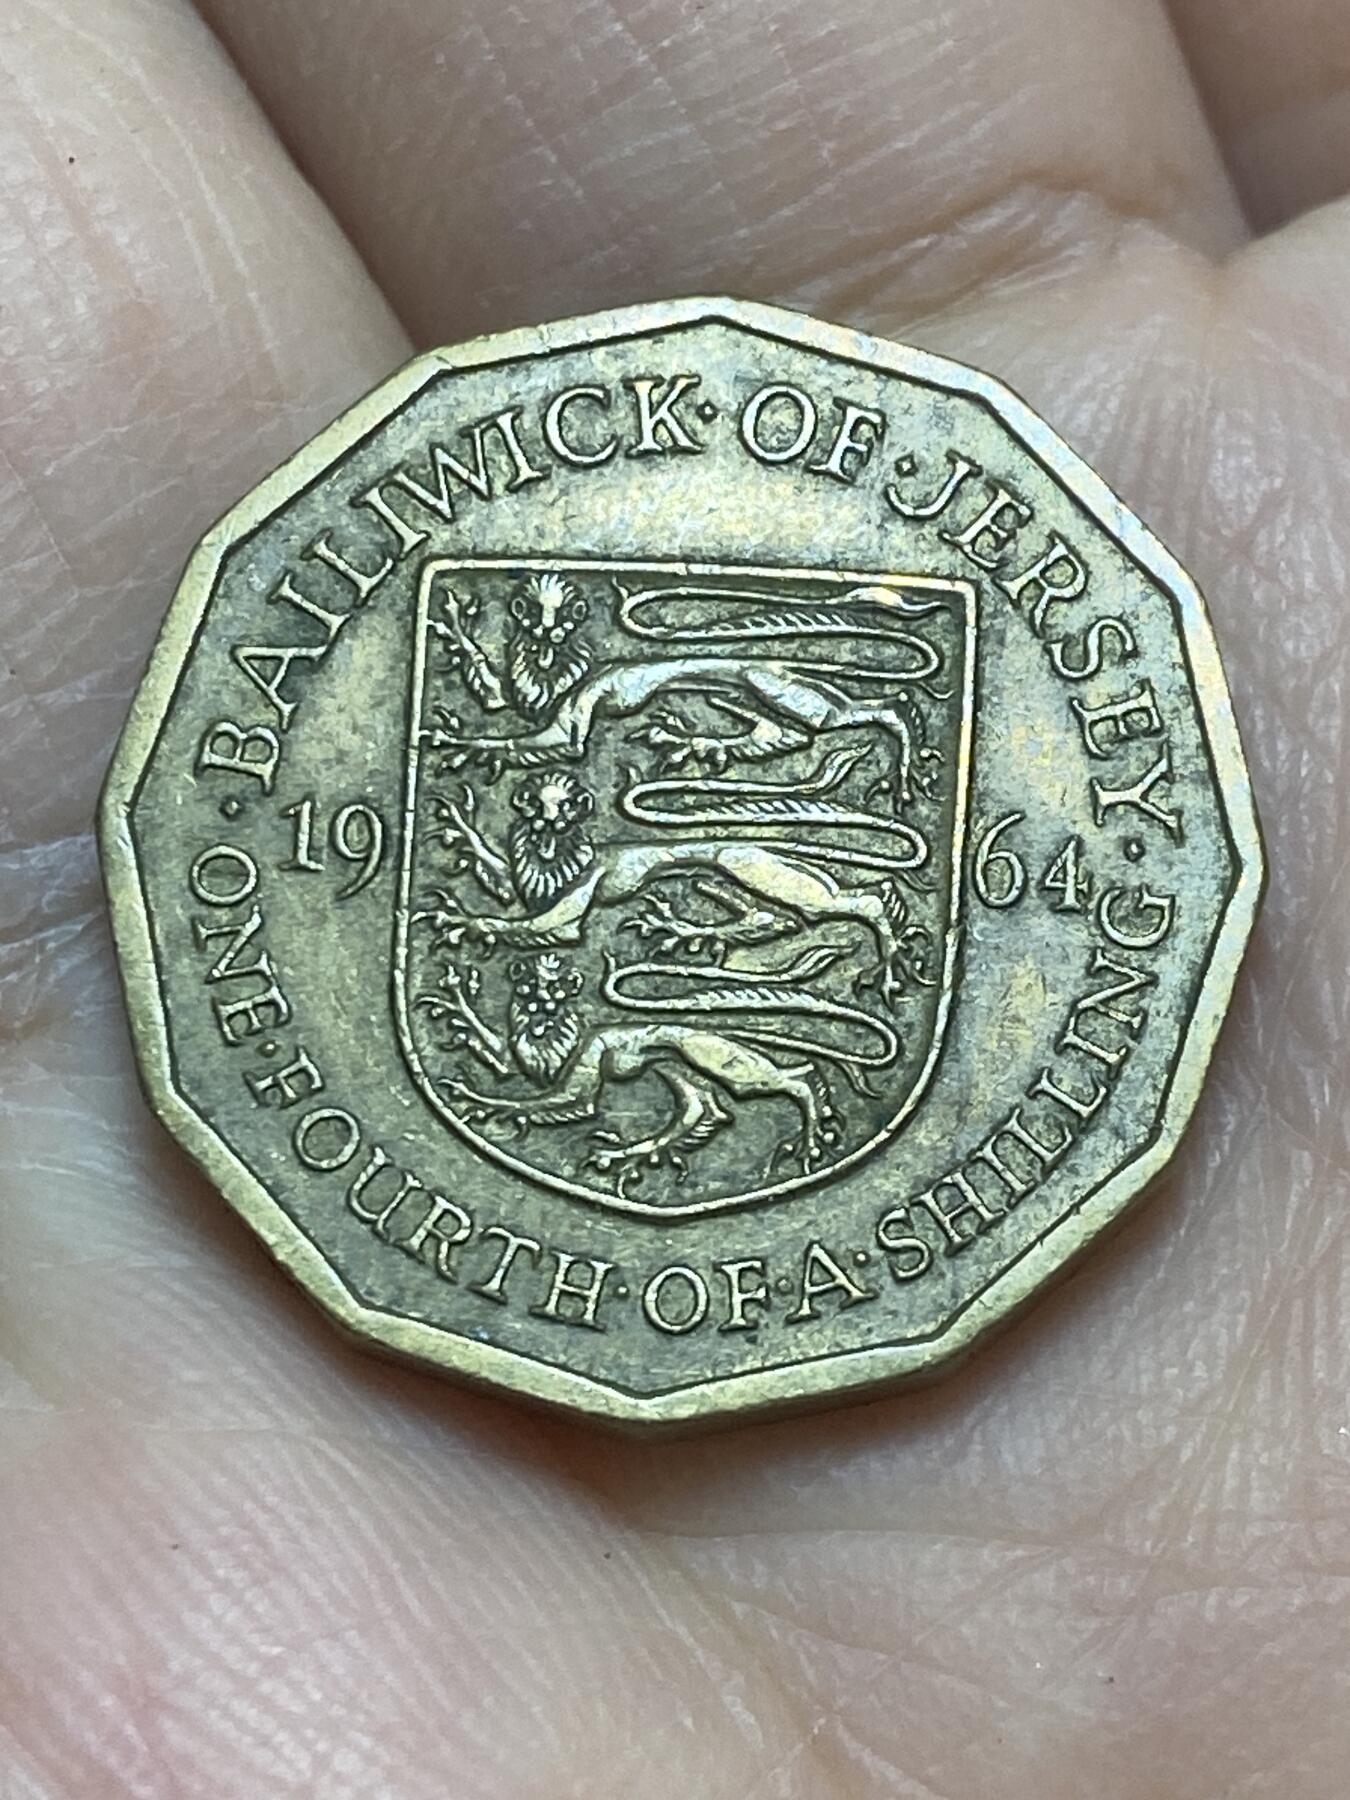 ·BAILIWICK·OF·JERSEY·
19 64
ONE·FOURTH·OF·A·SHILLING